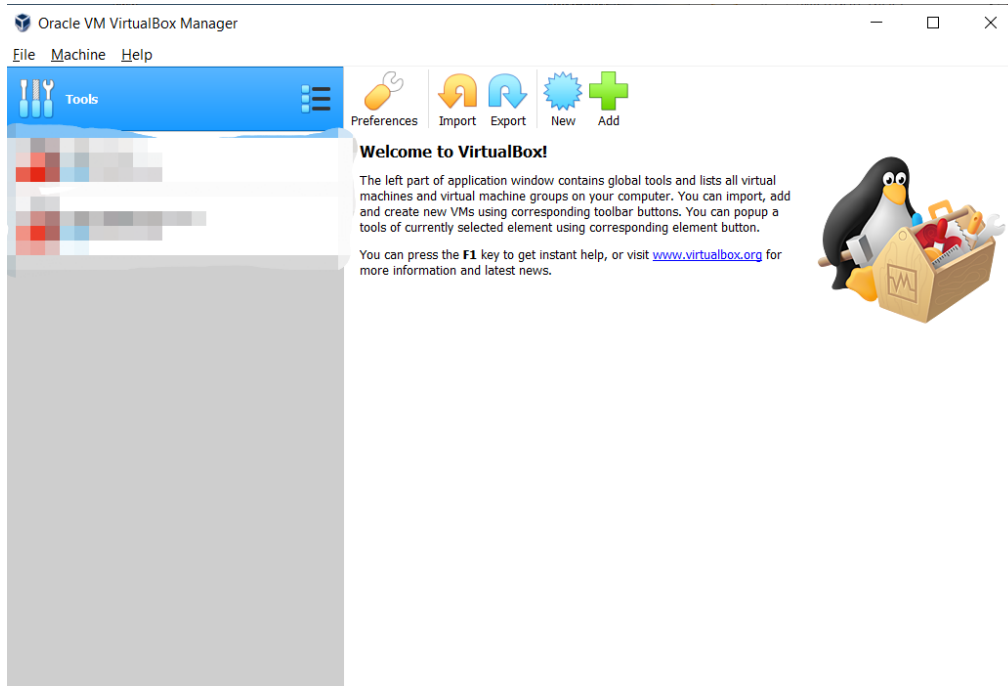 Oracle VM VirtualBox Manager
File Machine Help
Tools
Preferences Import Export New Add
Welcome to VirtualBox!
The left part of application window contains global tools and lists all virtual
machines and virtual machine groups on your computer. You can import, add
and create new VMs using corresponding toolbar buttons. You can popup a
tools of currently selected element using corresponding element button.
You can press the F1 key to get instant help, or visit www.virtualbox.org for
more information and latest news.